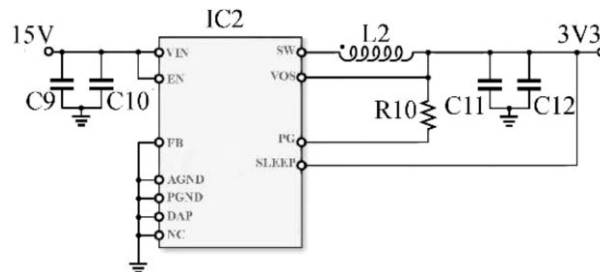 IC2
15V
L2
3V3
VIN
SW
EN
VOS
C9
C10
R10
C11
C12
FB
PG
SLEEP
AGND
PGND
DAP
NC